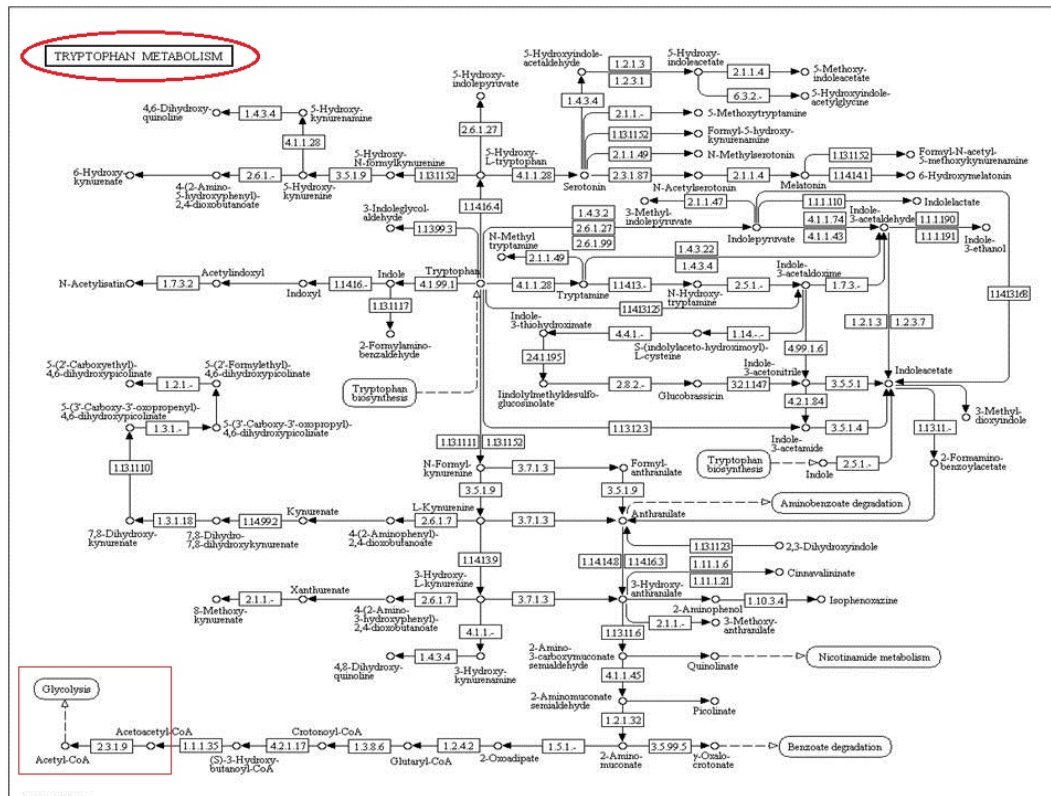 TRYPTOPHAN METABOLISM
5-Hydroxyindole-
acetaldehyde
1.2.1.3
1.2.3.1
5-Hydroxy-
indoleacetate
2.1.1.4
5-Methoxy-
indoleacetate
6.3.2.-
5-Hydroxyindole-
acetylglycine
5-Hydroxy-
indolepyruvate
1.4.3.4
2.1.1.-
5-Methoxytryptamine
4,6-Dihydroxy-
quinoline
1.4.3.4
5-Hydroxy-
kynurenamine
2.6.1.27
1.13.11.52
Formyl-5-hydroxy-
kynurenamine
4.1.1.28
5-Hydroxy-
N-formylkynurenine
5-Hydroxy-
L-tryptophan
2.1.1.49
N-Methylserotonin
1.13.11.52
Formyl-N-acetyl-
5-methoxykynurenamine
6-Hydroxy-
kynurenate
2.6.1.-
3.5.1.9
1.13.11.52
4.1.1.28
2.3.1.87
2.1.1.4
1.14.14.1
6-Hydroxymelatonin
4-(2-Amino-
5-hydroxyphenyl)-
2,4-dioxobutanoate
5-Hydroxy-
kynurenine
Serotonin
N-Acetylserotonin
Melatonin
1.14.16.4
2.1.1.47
1.1.1.110
Indolelactate
3-Indoleglycol-
aldehyde
1.13.99.3
1.4.3.2
2.6.1.27
2.6.1.99
3-Methyl-
indolepyruvate
Indolepyruvate
4.1.1.74
4.1.1.43
Indole-
3-acetaldehyde
1.1.1.190
1.1.1.191
Indole-
3-ethanol
N-Methyl
tryptamine
2.1.1.49
1.4.3.22
1.4.3.4
N-Acetylisatin
1.7.3.2
Acetylindoxyl
Indoxyl
1.14.16.-
Indole
4.1.99.1
Tryptophan
4.1.1.28
Tryptamine
1.14.13.-
N-Hydroxy-
tryptamine
2.5.1.-
Indole-
3-acetaldoxime
1.7.3.-
1.14.13.168
1.13.11.17
1.14.13.125
2-Formylamino-
benzaldehyde
Indole-
3-thiohydroximate
4.4.1.-
1.14.-.-
S-(indolylaceto-hydroximoyl)-
L-cysteine
1.2.1.3
1.2.3.7
2.4.1.195
4.99.1.6
5-(2'-Carboxyethyl)-
4,6-dihydroxypicolinate
1.2.1.-
5-(2'-Formylethyl)-
4,6-dihydroxypicolinate
Tryptophan
biosynthesis
Iindolylmethyldesulfo-
glucosinolate
2.8.2.-
Glucobrassicin
3.2.1.147
Indole-
3-acetonitrile
3.5.5.1
Indoleacetate
4.2.1.84
3-Methyl-
dioxyindole
5-(3'-Carboxy-3'-oxopropenyl)-
4,6-dihydroxypicolinate
1.3.1.-
5-(3'-Carboxy-3'-oxopropyl)-
4,6-dihydroxypicolinate
1.13.12.3
Indole-
3-acetamide
3.5.1.4
1.13.11.-
1.13.11.11
1.13.11.52
1.13.11.10
N-Formyl-
kynurenine
3.7.1.3
Formyl-
anthranilate
Tryptophan
biosynthesis
Indole
2.5.1.-
2-Formamino-
benzoylacetate
3.5.1.9
3.5.1.9
Aminobenzoate degradation
7,8-Dihydroxy-
kynurenate
1.3.1.18
7,8-Dihydro-
7,8-dihydroxykynurenate
1.14.99.2
Kynurenate
4-(2-Aminophenyl)-
2,4-dioxobutanoate
2.6.1.7
L-Kynurenine
3.7.1.3
Anthranilate
1.13.11.23
2,3-Dihydroxyindole
1.14.13.9
1.14.14.8
1.14.16.3
1.11.1.6
1.11.1.21
Cinnavalininate
8-Methoxy-
kynurenate
2.1.1.-
Xanthurenate
4-(2-Amino-
3-hydroxyphenyl)-
2,4-dioxobutanoate
2.6.1.7
3-Hydroxy-
L-kynurenine
3.7.1.3
3-Hydroxy-
anthranilate
2-Aminophenol
1.10.3.4
Isophenoxazine
2.1.1.-
3-Methoxy-
anthranilate
4.1.1.-
1.13.11.6
4,8-Dihydroxy-
quinoline
1.4.3.4
3-Hydroxy-
kynurenamine
2-Amino-
3-carboxymuconate
semialdehyde
Quinolinate
Nicotinamide metabolism
4.1.1.45
Glycolysis
2-Aminomuconate
semialdehyde
Picolinate
1.2.1.32
Acetyl-CoA
2.3.1.9
Acetoacetyl-CoA
1.1.1.35
(S)-3-Hydroxy-
butanoyl-CoA
4.2.1.17
Crotonoyl-CoA
1.3.8.6
Glutaryl-CoA
1.2.4.2
2-Oxoadipate
1.5.1.-
2-Amino-
muconate
3.5.99.5
γ-Oxalo-
crotonate
Benzoate degradation